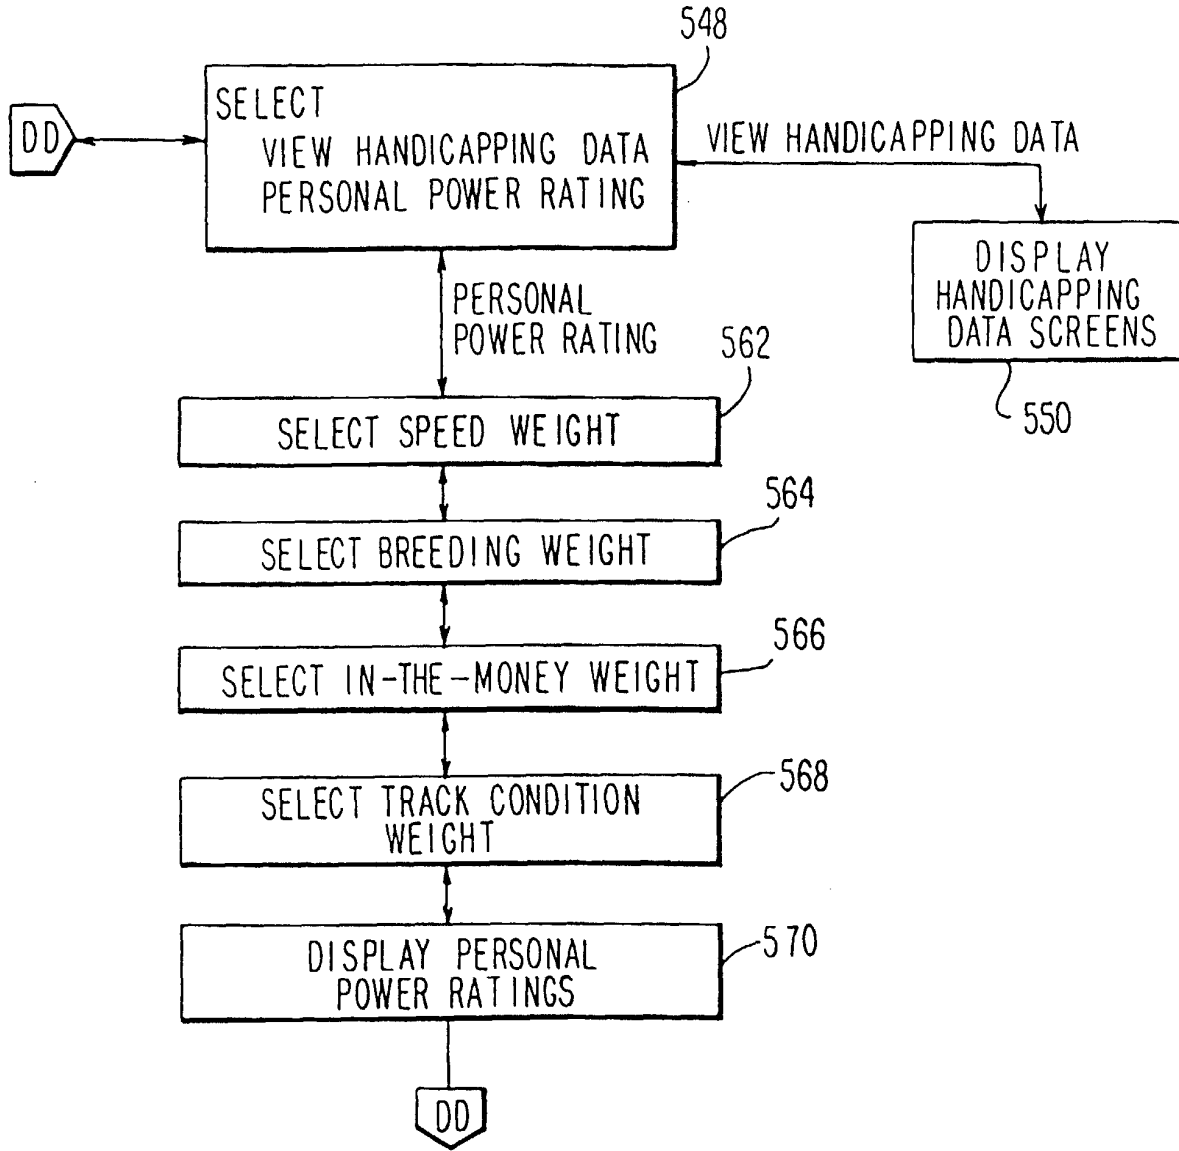 548
DD
SELECT
VIEW HANDICAPPING DATA
PERSONAL POWER RATING
VIEW HANDICAPPING DATA
DISPLAY
HANDICAPPING
DATA SCREENS
550
PERSONAL
POWER RATING
562
SELECT SPEED WEIGHT
564
SELECT BREEDING WEIGHT
566
SELECT IN-THE-MONEY WEIGHT
568
SELECT TRACK CONDITION
WEIGHT
570
DISPLAY PERSONAL
POWER RATINGS
DD